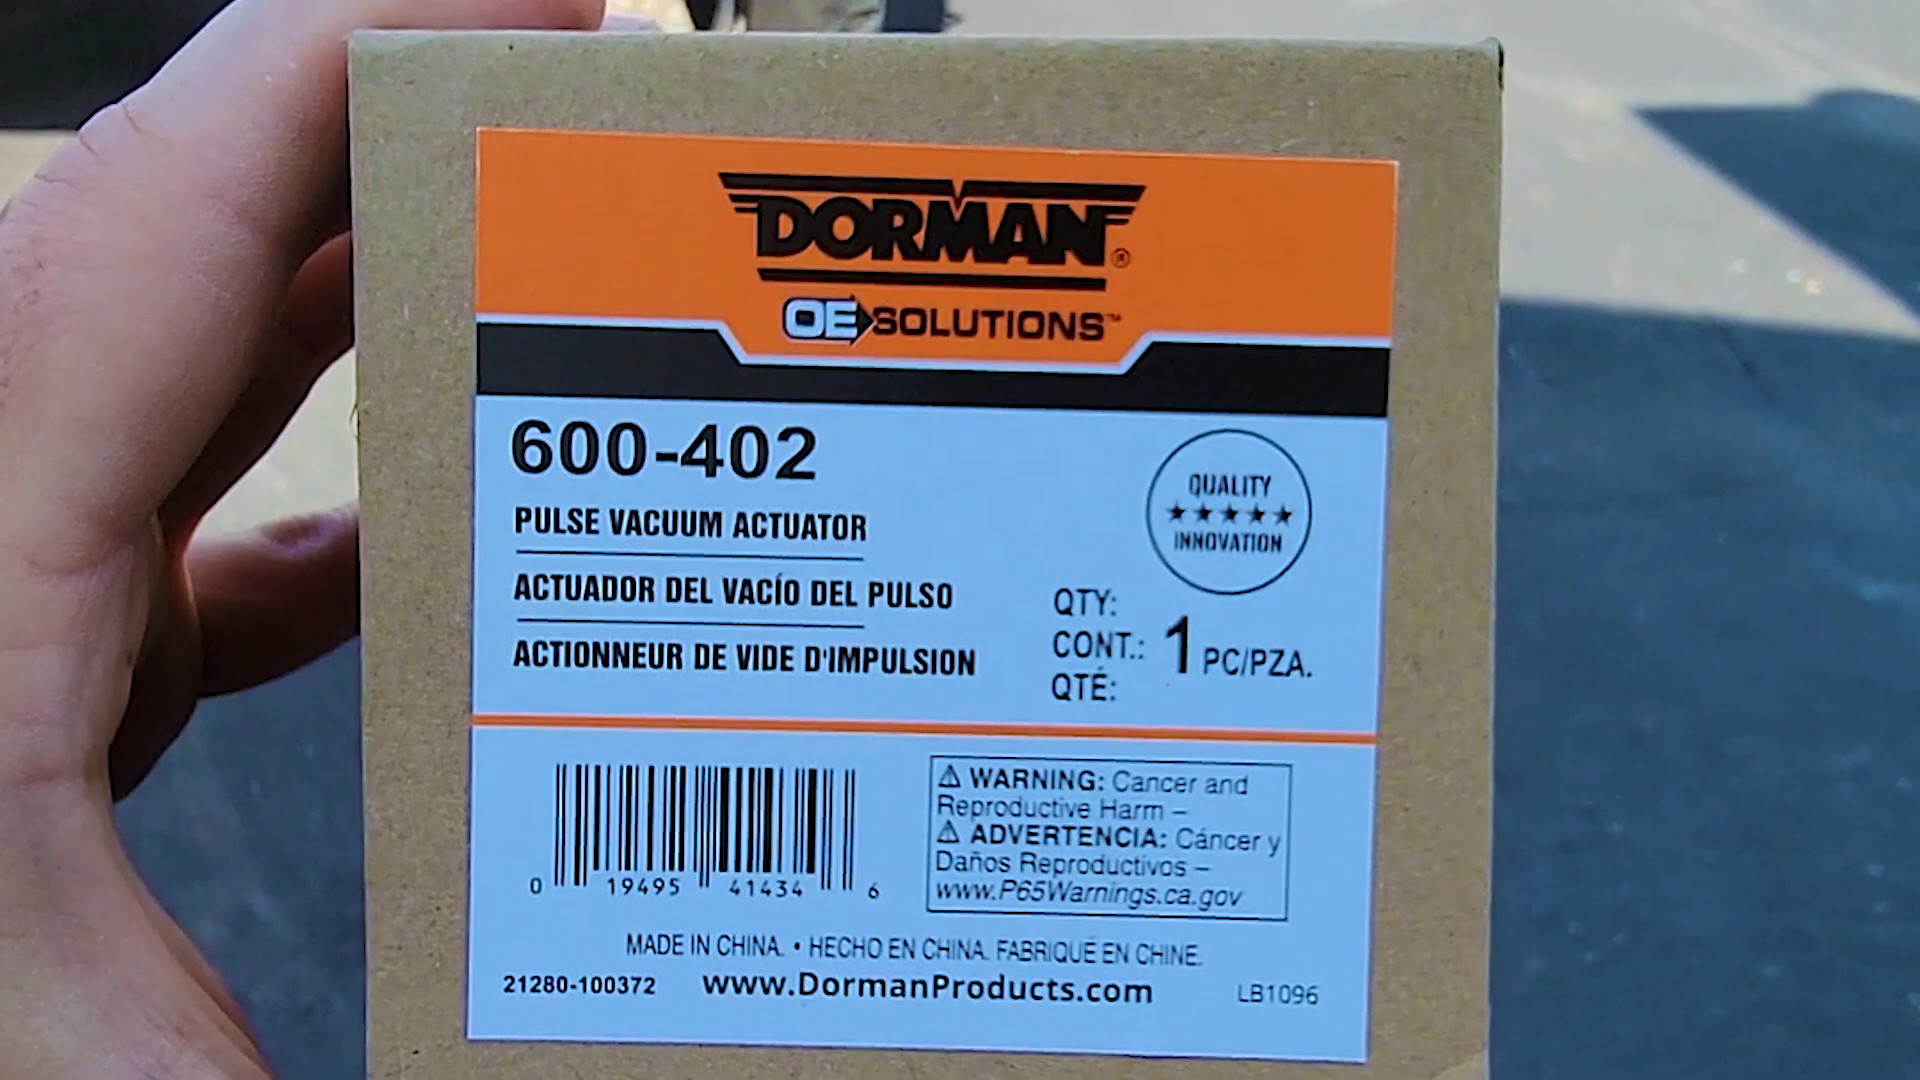 DORMAN®
OE SOLUTIONS™
600-402
QUALITY
★★★★★
INNOVATION
PULSE VACUUM ACTUATOR
ACTUADOR DEL VACÍO DEL PULSO
ACTIONNEUR DE VIDE D'IMPULSION
QTY:
CONT.: 1 PC/PZA.
QTÉ:
⚠ WARNING: Cancer and
Reproductive Harm –
⚠ ADVERTENCIA: Cáncer y
Daños Reproductivos –
www.P65Warnings.ca.gov
0 19495 41434 6
MADE IN CHINA. • HECHO EN CHINA. FABRIQUÉ EN CHINE.
21280-100372 www.DormanProducts.com LB1096